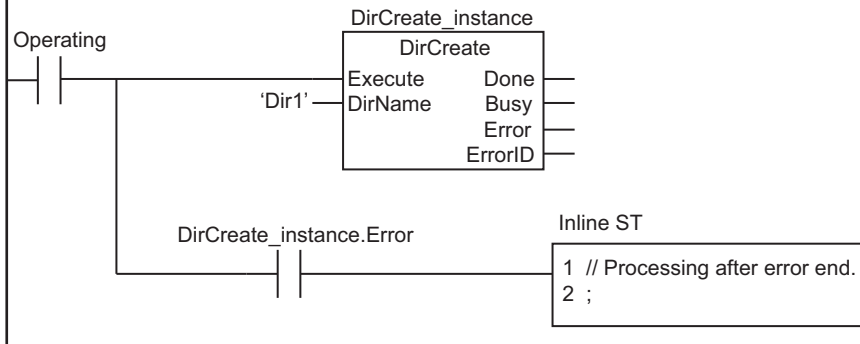 DirCreate_instance
Operating
DirCreate
Execute Done
‘Dir1’ DirName Busy
Error
ErrorID
DirCreate_instance.Error
Inline ST
1 // Processing after error end.
2 ;